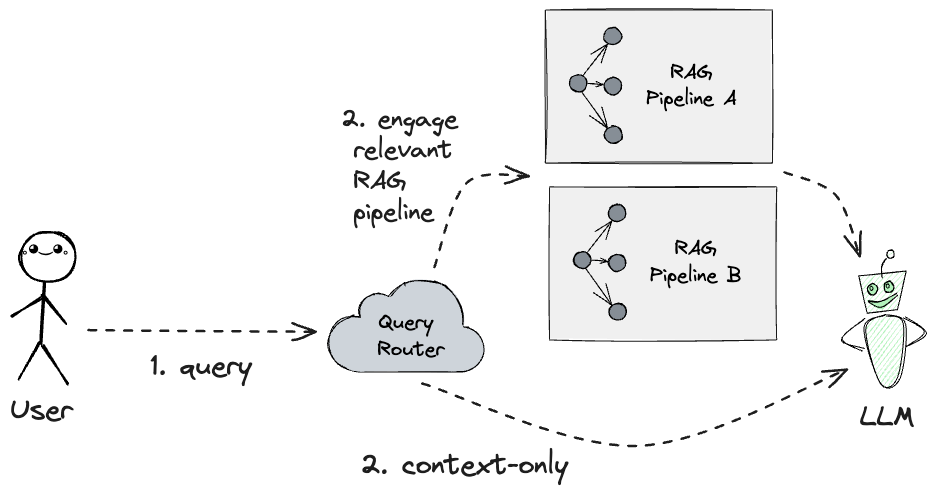 RAG
Pipeline A
2. engage
relevant
RAG
pipeline
RAG
Pipeline B
Query
Router
1. query
User
LLM
2. context-only